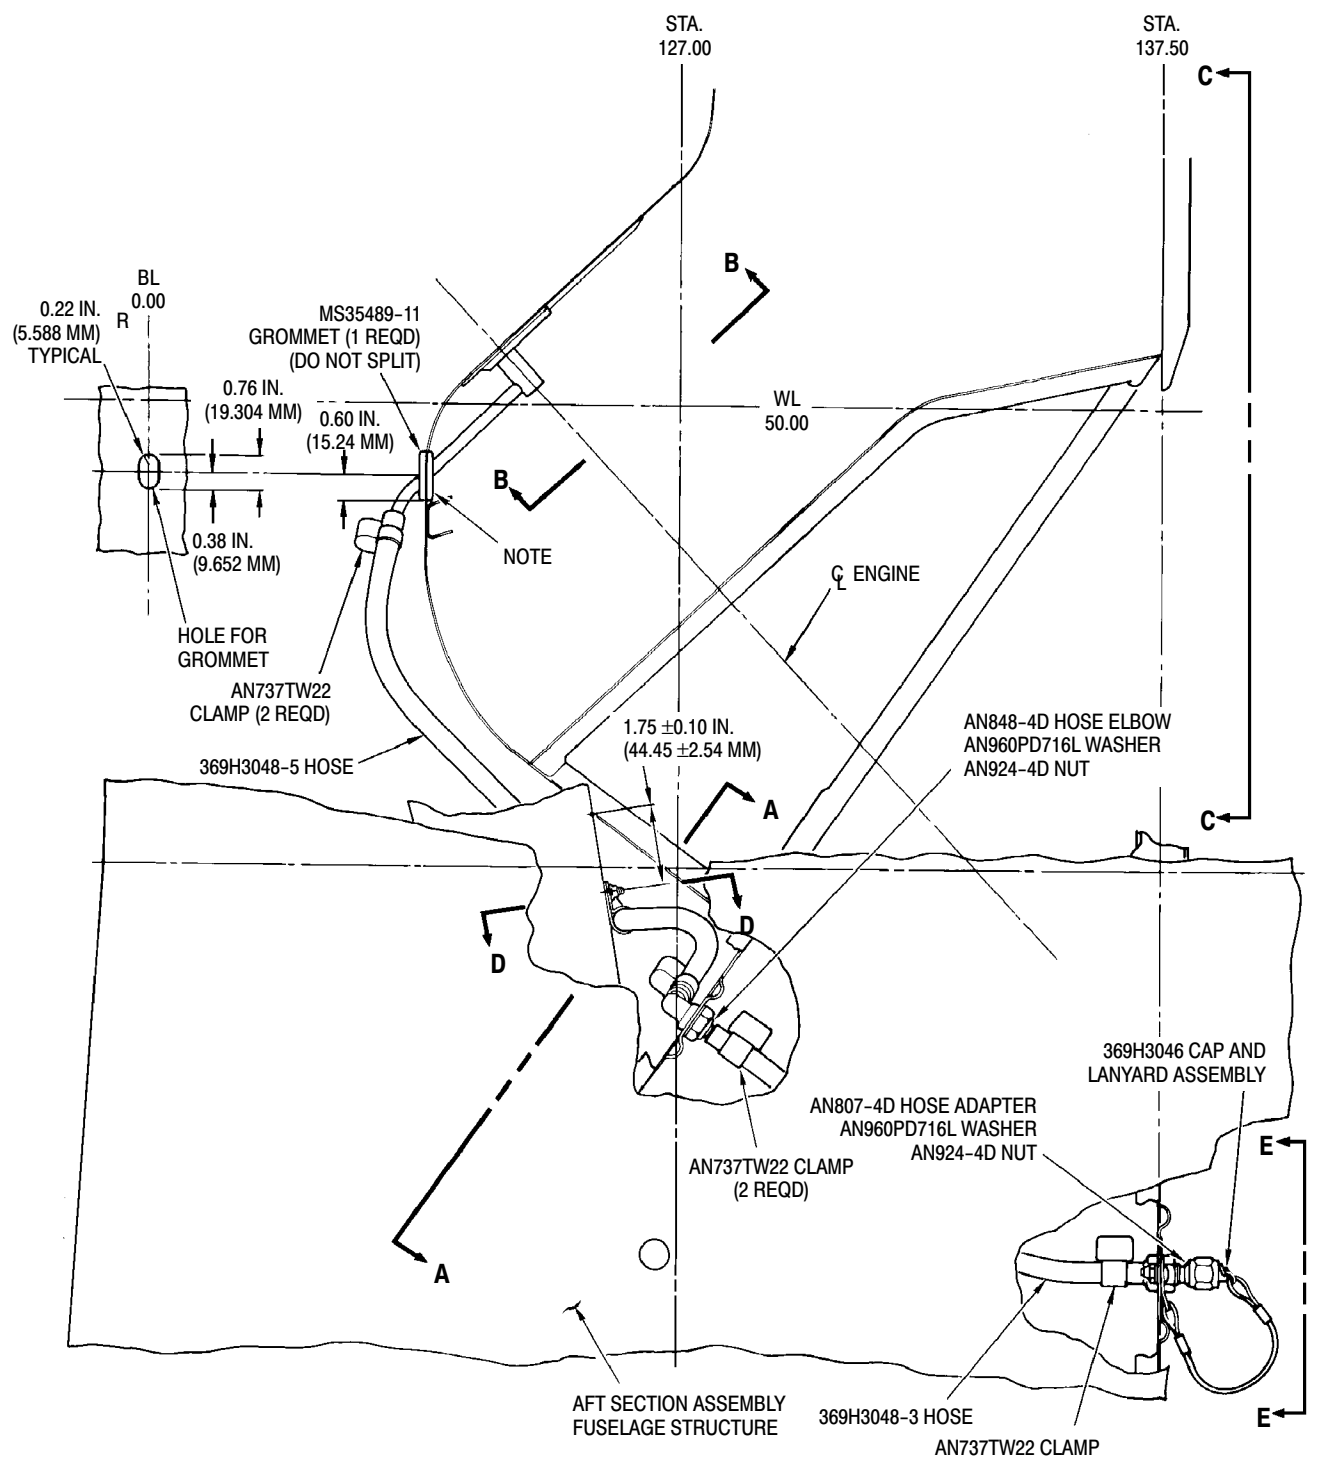 STA.
127.00
STA.
137.50
C
B
BL
0.00
R
0.22 IN.
(5.588 MM)
TYPICAL
MS35489-11
GROMMET (1 REQD)
(DO NOT SPLIT)
0.76 IN.
(19.304 MM)
0.60 IN.
(15.24 MM)
WL
50.00
B
0.38 IN.
(9.652 MM)
NOTE
CL ENGINE
HOLE FOR
GROMMET
AN737TW22
CLAMP (2 REQD)
369H3048-5 HOSE
1.75 ±0.10 IN.
(44.45 ±2.54 MM)
AN848-4D HOSE ELBOW
AN960PD716L WASHER
AN924-4D NUT
A
C
D
D
369H3046 CAP AND
LANYARD ASSEMBLY
AN807-4D HOSE ADAPTER
AN960PD716L WASHER
AN924-4D NUT
E
AN737TW22 CLAMP
(2 REQD)
A
AFT SECTION ASSEMBLY
FUSELAGE STRUCTURE
369H3048-3 HOSE
E
AN737TW22 CLAMP